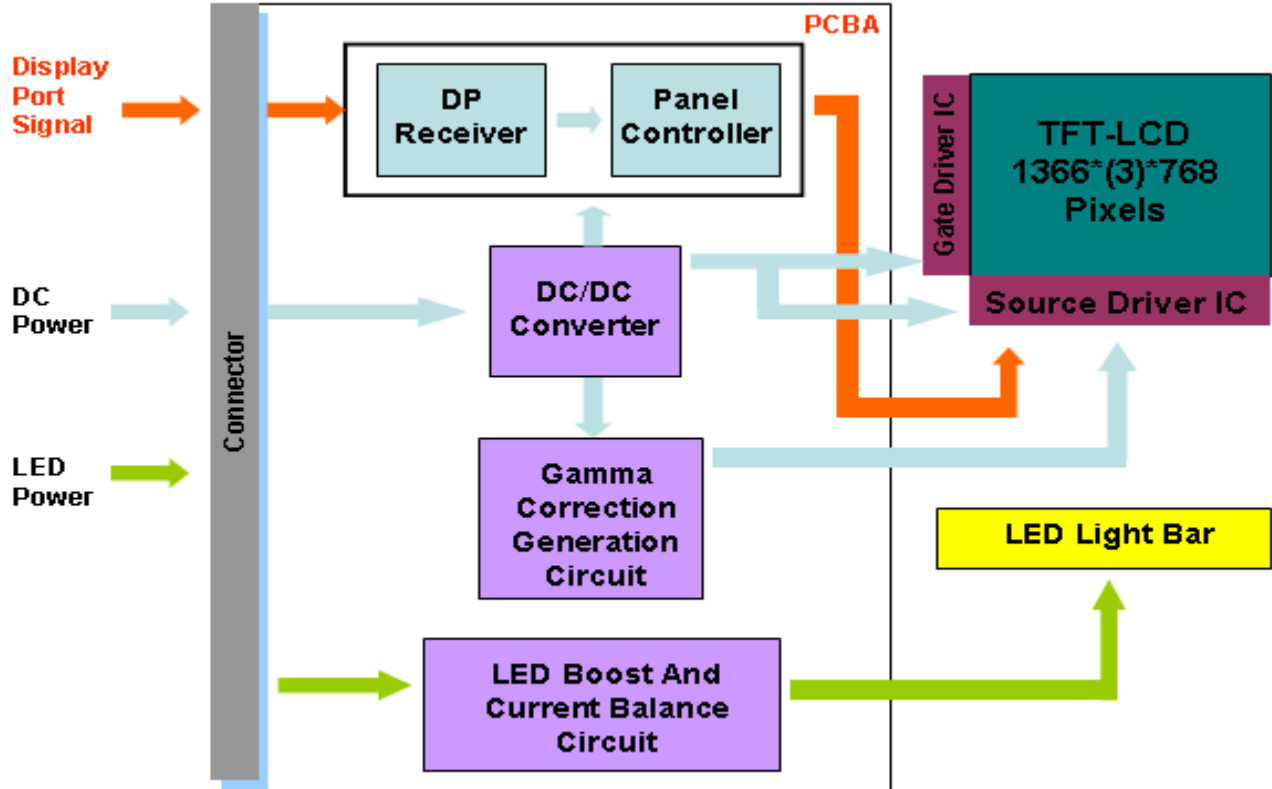 PCBA
Display
Port
Signal
DP
Receiver
Panel
Controller
Gate Driver IC
TFT-LCD
1366*(3)*768
Pixels
Source Driver IC
DC
Power
DC/DC
Converter
Connector
LED
Power
Gamma
Correction
Generation
Circuit
LED Light Bar
LED Boost And
Current Balance
Circuit